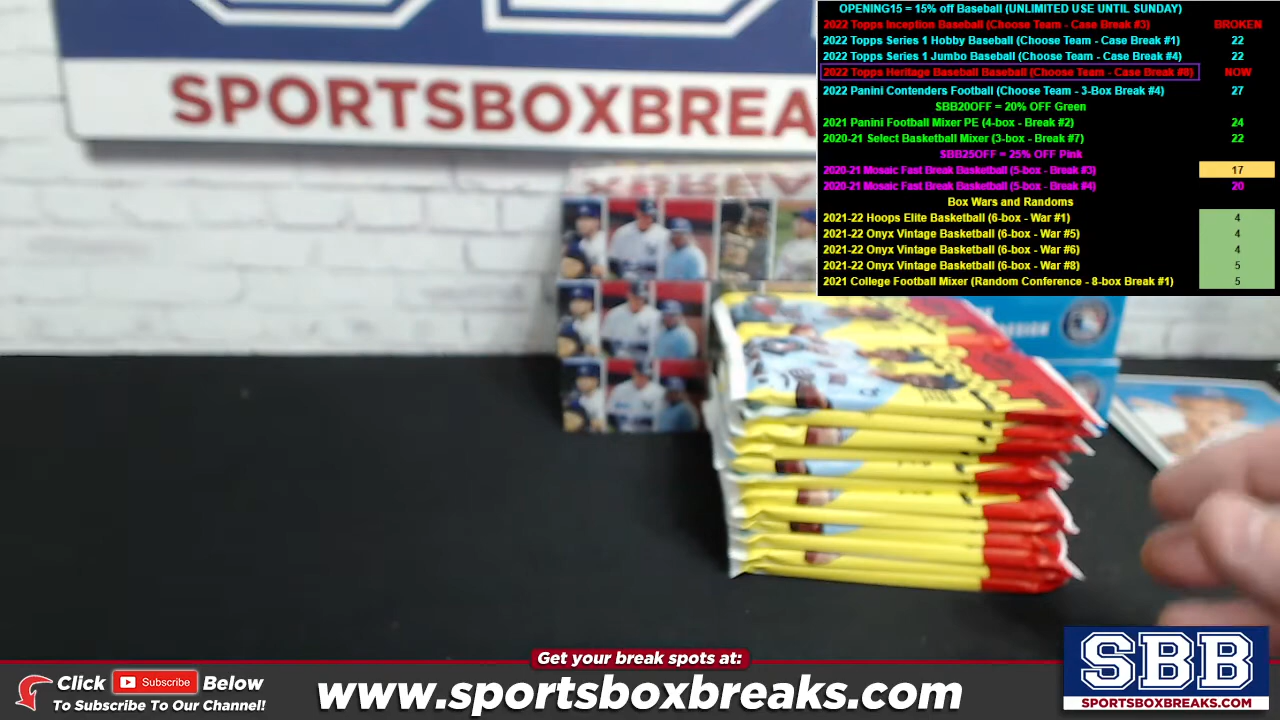 OPENING15 = 15% off Baseball (UNLIMITED USE UNTIL SUNDAY)
2022 Topps Inception Baseball (Choose Team - Case Break #3) BROKEN
2022 Topps Series 1 Hobby Baseball (Choose Team - Case Break #1) 22
2022 Topps Series 1 Jumbo Baseball (Choose Team - Case Break #4) 22
2022 Topps Heritage Baseball Baseball (Choose Team - Case Break #8) NOW
2022 Panini Contenders Football (Choose Team - 3-Box Break #4) 27
SBB20OFF = 20% OFF Green
2021 Panini Football Mixer PE (4-box - Break #2) 24
2020-21 Select Basketball Mixer (3-box - Break #7) 22
SBB25OFF = 25% OFF Pink
2020-21 Mosaic Fast Break Basketball (5-box - Break #3) 17
2020-21 Mosaic Fast Break Basketball (5-box - Break #4) 20
Box Wars and Randoms
2021-22 Hoops Elite Basketball (6-box - War #1) 4
2021-22 Onyx Vintage Basketball (6-box - War #5) 4
2021-22 Onyx Vintage Basketball (6-box - War #6) 4
2021-22 Onyx Vintage Basketball (6-box - War #8) 5
2021 College Football Mixer (Random Conference - 8-box Break #1) 5
SPORTSBOXBREA
Get your break spots at:
Click Subscribe Below
To Subscribe To Our Channel!
www.sportsboxbreaks.com
SBB
SPORTSBOXBREAKS.COM